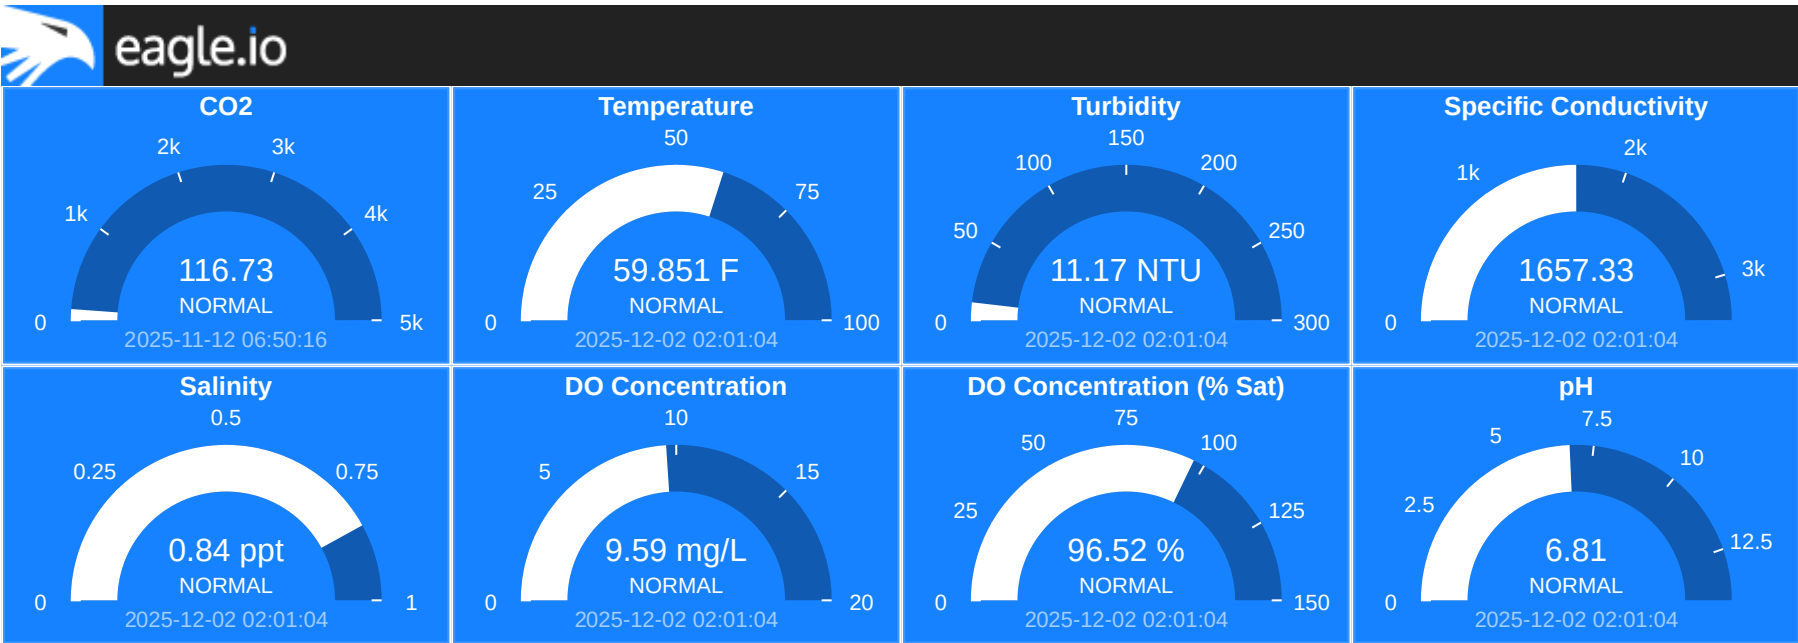 eagle.io
CO2
2k
3k
1k
4k
0
5k
116.73
NORMAL
2025-11-12 06:50:16
Temperature
50
25
75
0
100
59.851 F
NORMAL
2025-12-02 02:01:04
Turbidity
150
100
200
50
250
0
300
11.17 NTU
NORMAL
2025-12-02 02:01:04
Specific Conductivity
2k
1k
3k
0
1657.33
NORMAL
2025-12-02 02:01:04
Salinity
0.5
0.25
0.75
0
1
0.84 ppt
NORMAL
2025-12-02 02:01:04
DO Concentration
10
5
15
0
20
9.59 mg/L
NORMAL
2025-12-02 02:01:04
DO Concentration (% Sat)
75
50
100
25
125
0
150
96.52 %
NORMAL
2025-12-02 02:01:04
pH
7.5
5
10
2.5
12.5
0
6.81
NORMAL
2025-12-02 02:01:04